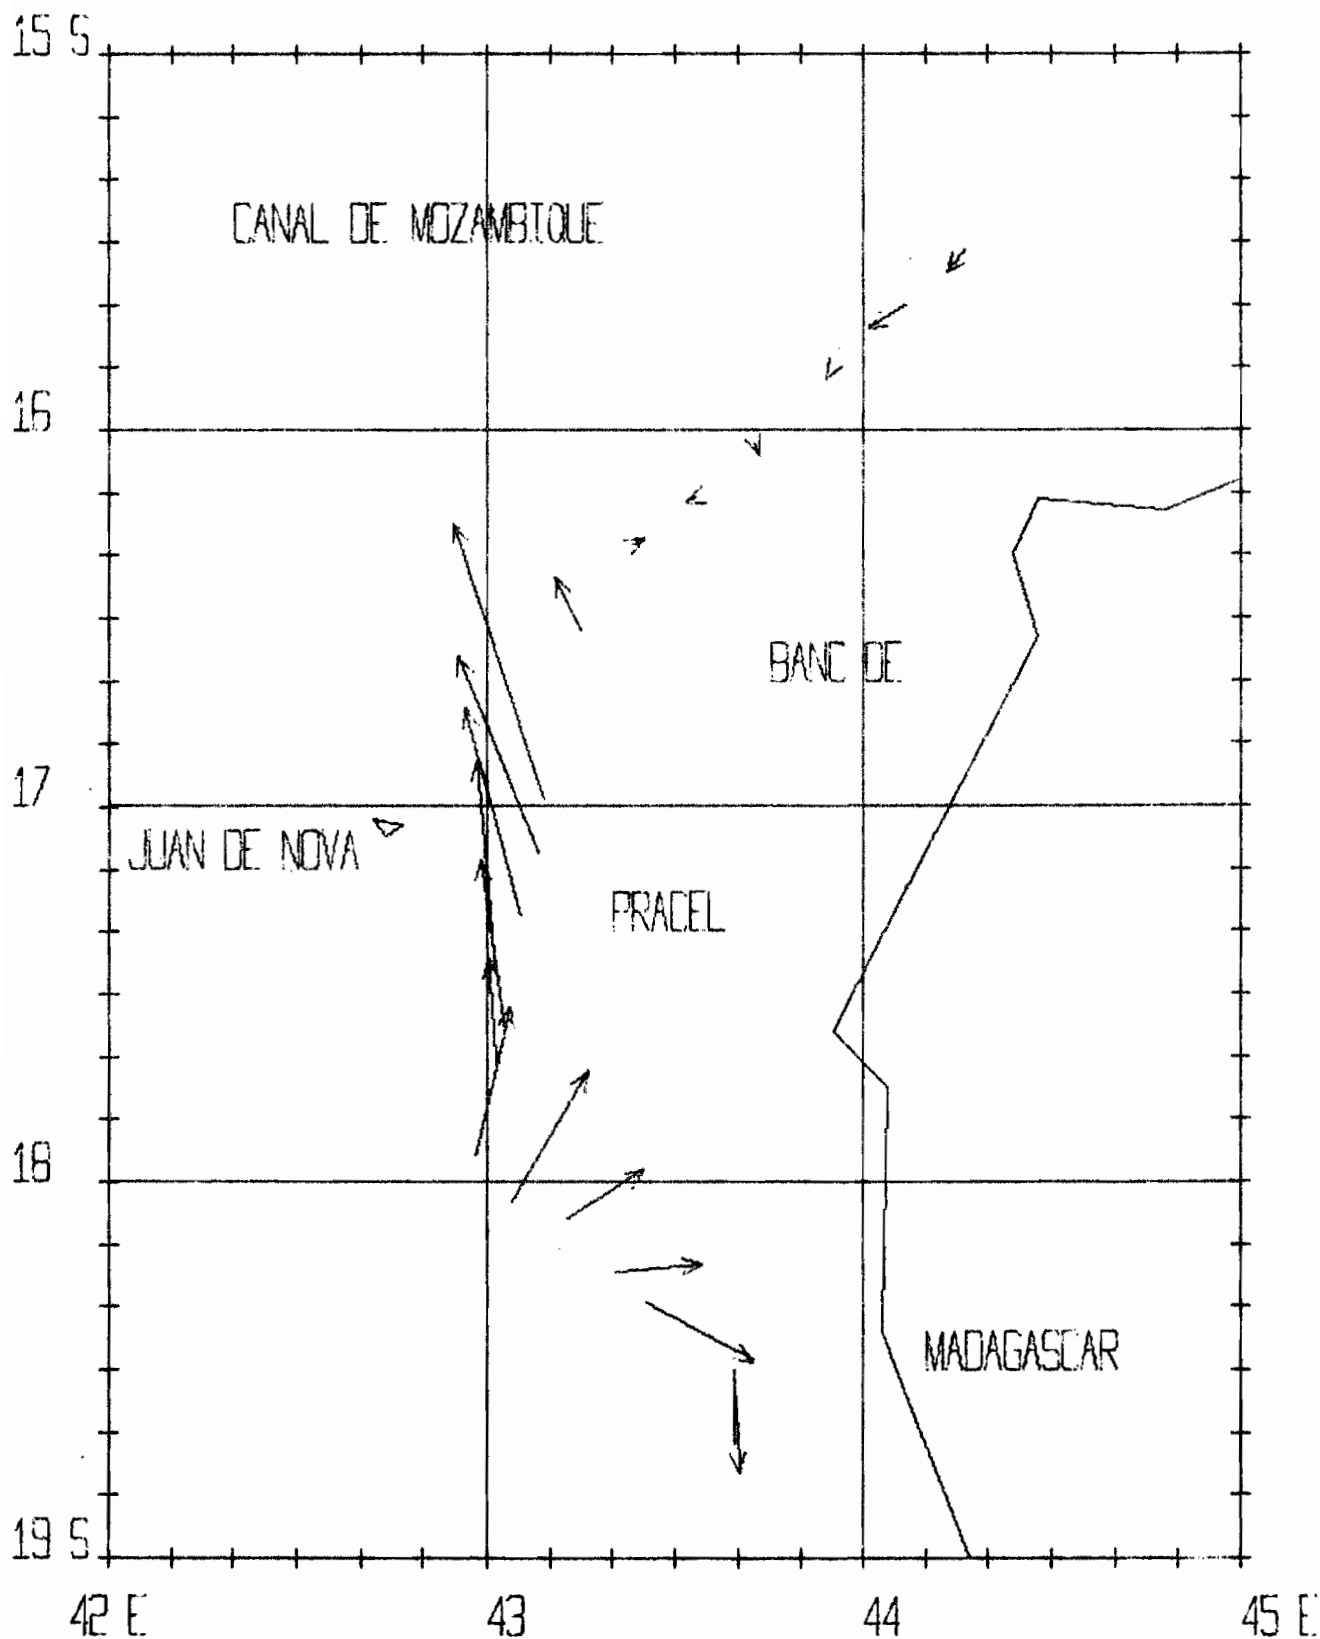 15 S
CANAL DE MOZAMBIQUE
16
BANC DE
17
JUAN DE NOVA
PRACEL
18
MADAGASCAR
19 S
42 E
43
44
45 E